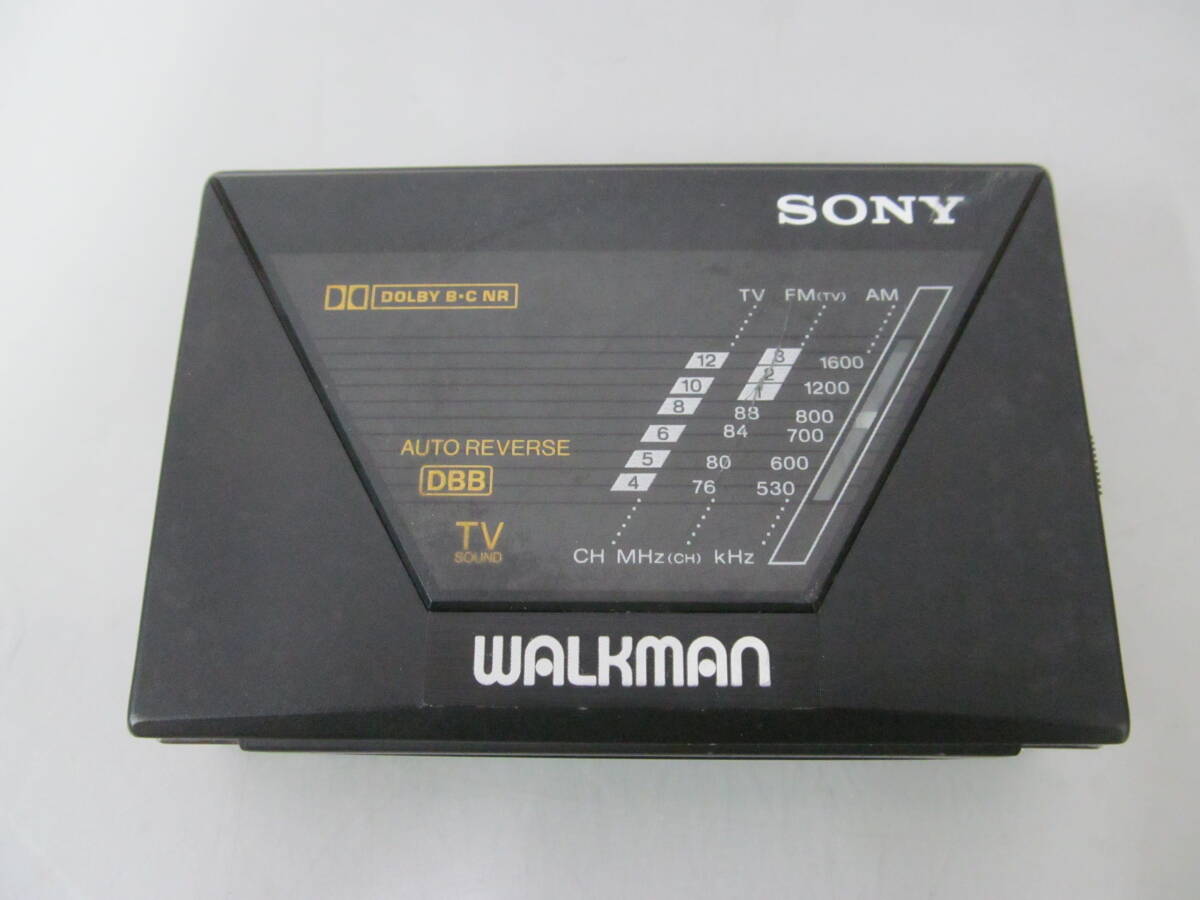 SONY
DOLBY B•C NR
TV FM(TV) AM
12 3 1600
10 2 1200
8 1
88 800
6 84 700
5 80 600
4 76 530
AUTO REVERSE
DBB
TV
SOUND
CH MHz(CH) kHz
WALKMAN